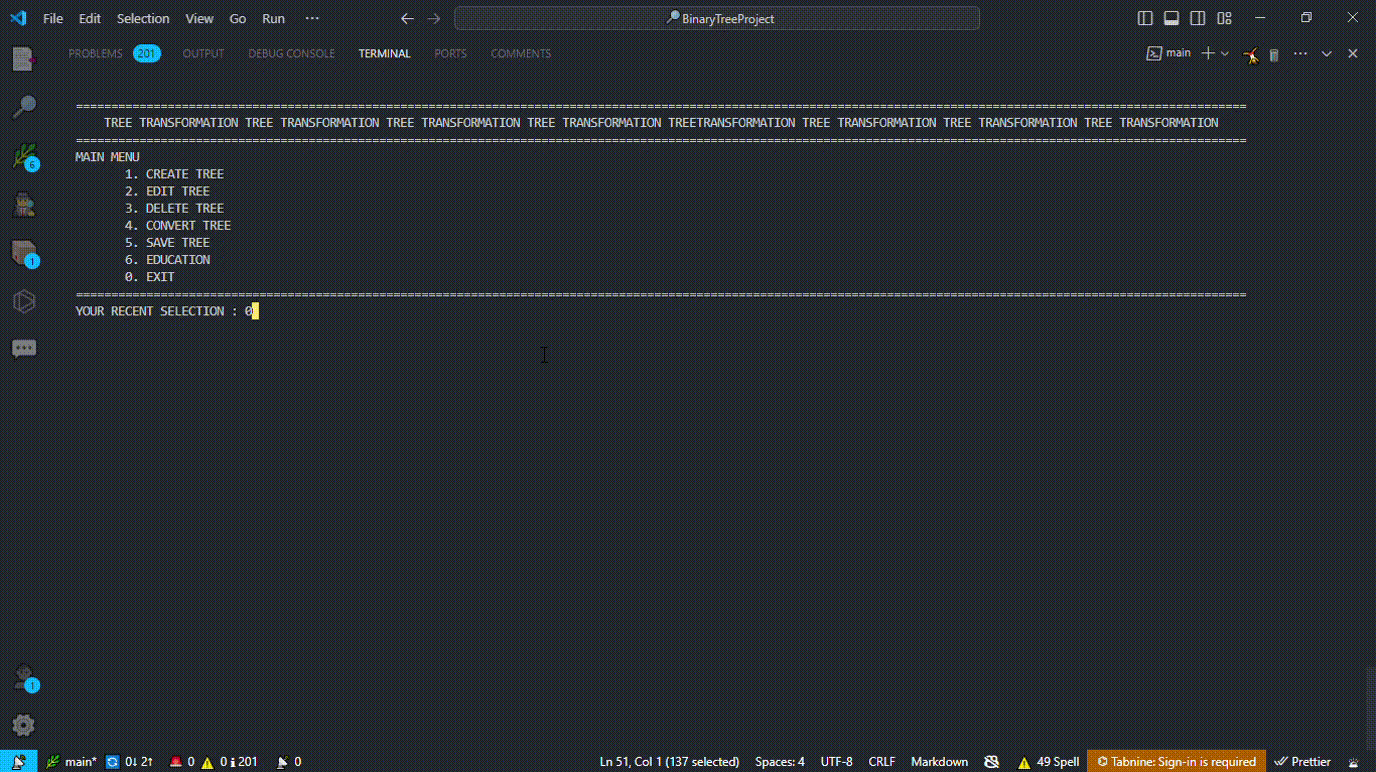 File Edit Selection View Go Run ··· BinaryTreeProject
PROBLEMS 201 OUTPUT DEBUG CONSOLE TERMINAL PORTS COMMENTS main
========================================================================================================================================================================
TREE TRANSFORMATION TREE TRANSFORMATION TREE TRANSFORMATION TREE TRANSFORMATION TREETRANSFORMATION TREE TRANSFORMATION TREE TRANSFORMATION TREE TRANSFORMATION
========================================================================================================================================================================
MAIN MENU
1. CREATE TREE
2. EDIT TREE
3. DELETE TREE
4. CONVERT TREE
5. SAVE TREE
6. EDUCATION
0. EXIT
========================================================================================================================================================================
YOUR RECENT SELECTION : 0
6
1
1
main* 0↓ 2↑ 0 0 201 0 Ln 51, Col 1 (137 selected) Spaces: 4 UTF-8 CRLF Markdown 49 Spell Tabnine: Sign-in is required Prettier